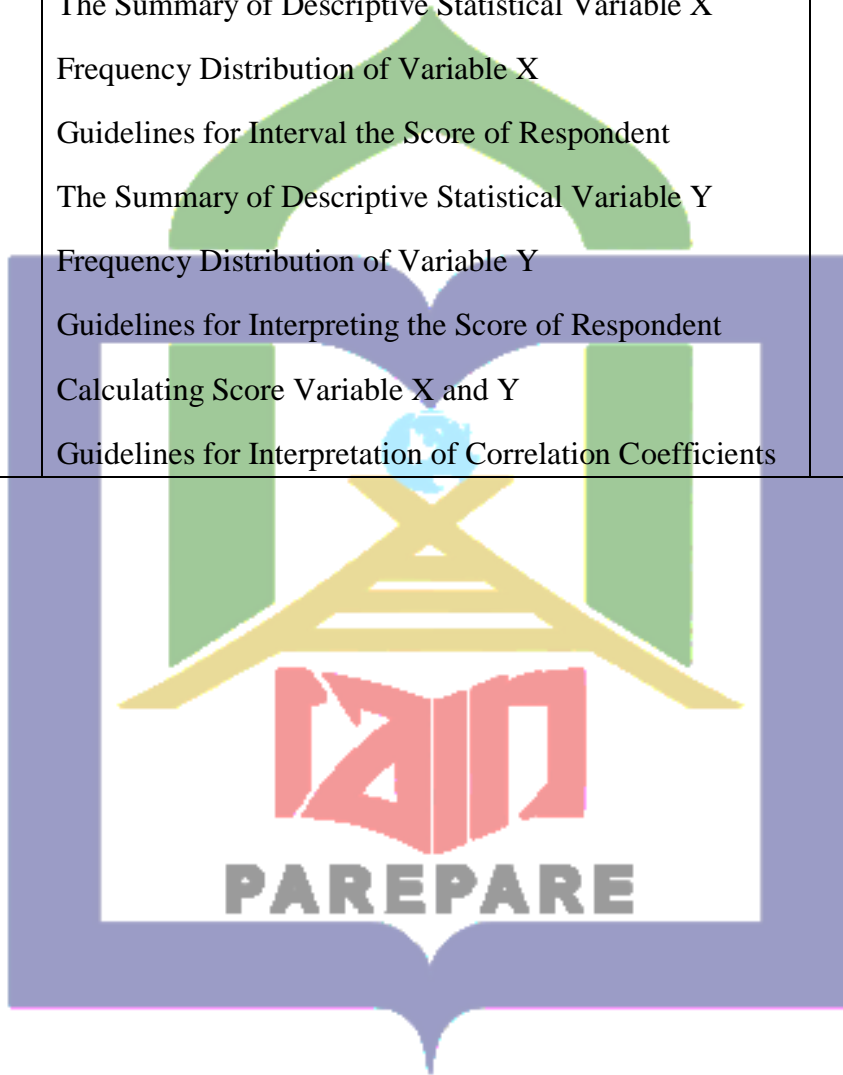 The Summary of Descriptive Statistical Variable X
Frequency Distribution of Variable X
Guidelines for Interval the Score of Respondent
The Summary of Descriptive Statistical Variable Y
Frequency Distribution of Variable Y
Guidelines for Interpreting the Score of Respondent
Calculating Score Variable X and Y
Guidelines for Interpretation of Correlation Coefficients
iain
PAREPARE